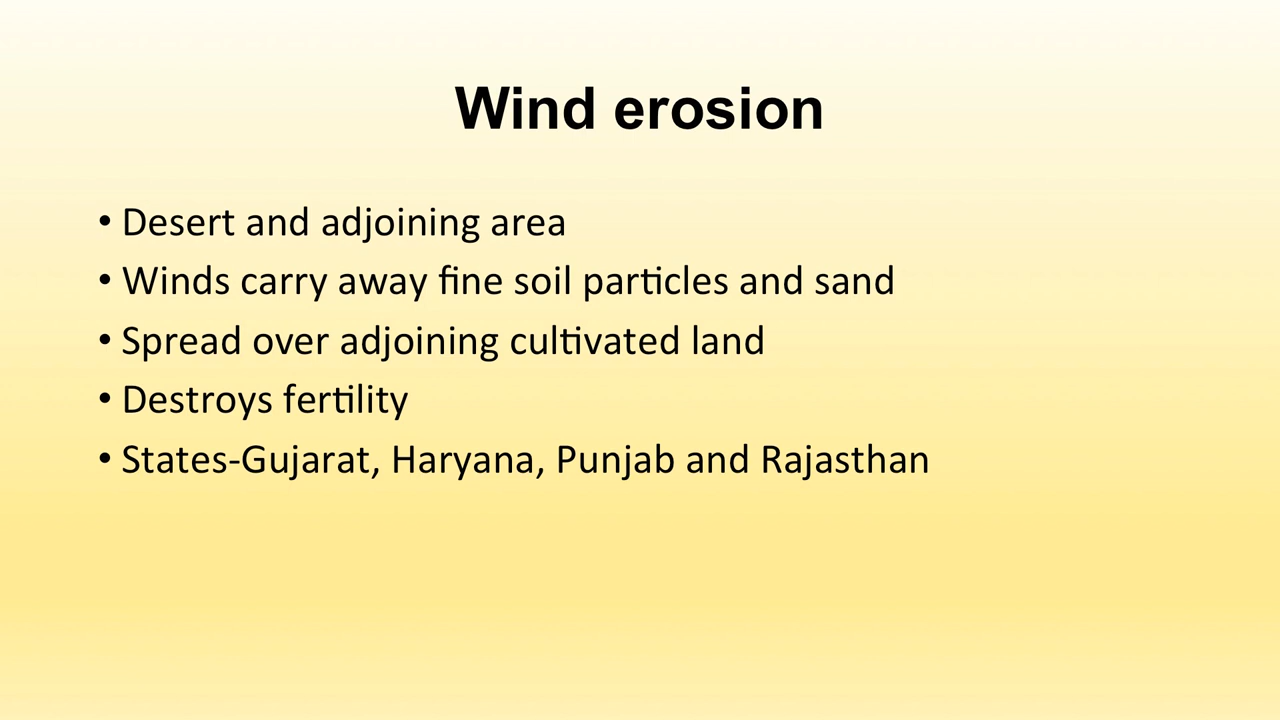 Wind erosion
• Desert and adjoining area
• Winds carry away fine soil particles and sand
• Spread over adjoining cultivated land
• Destroys fertility
• States-Gujarat, Haryana, Punjab and Rajasthan